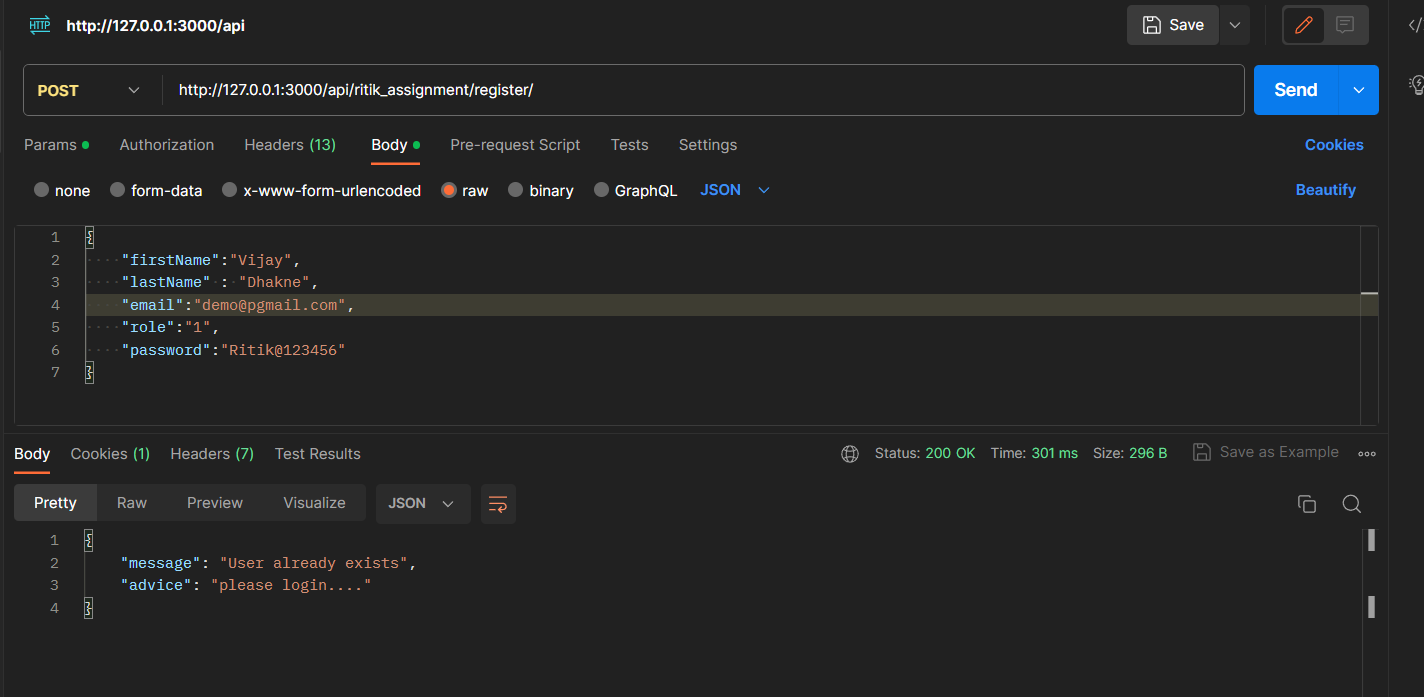 HTTP http://127.0.0.1:3000/api Save
POST http://127.0.0.1:3000/api/ritik_assignment/register/ Send
Params Authorization Headers (13) Body Pre-request Script Tests Settings Cookies
none form-data x-www-form-urlencoded raw binary GraphQL JSON Beautify
1 {
2 "firstName":"Vijay",
3 "lastName" : "Dhakne",
4 "email":"demo@pgmail.com",
5 "role":"1",
6 "password":"Ritik@123456"
7 }
Body Cookies (1) Headers (7) Test Results Status: 200 OK Time: 301 ms Size: 296 B Save as Example
Pretty Raw Preview Visualize JSON
1 {
2 "message": "User already exists",
3 "advice": "please login...."
4 }